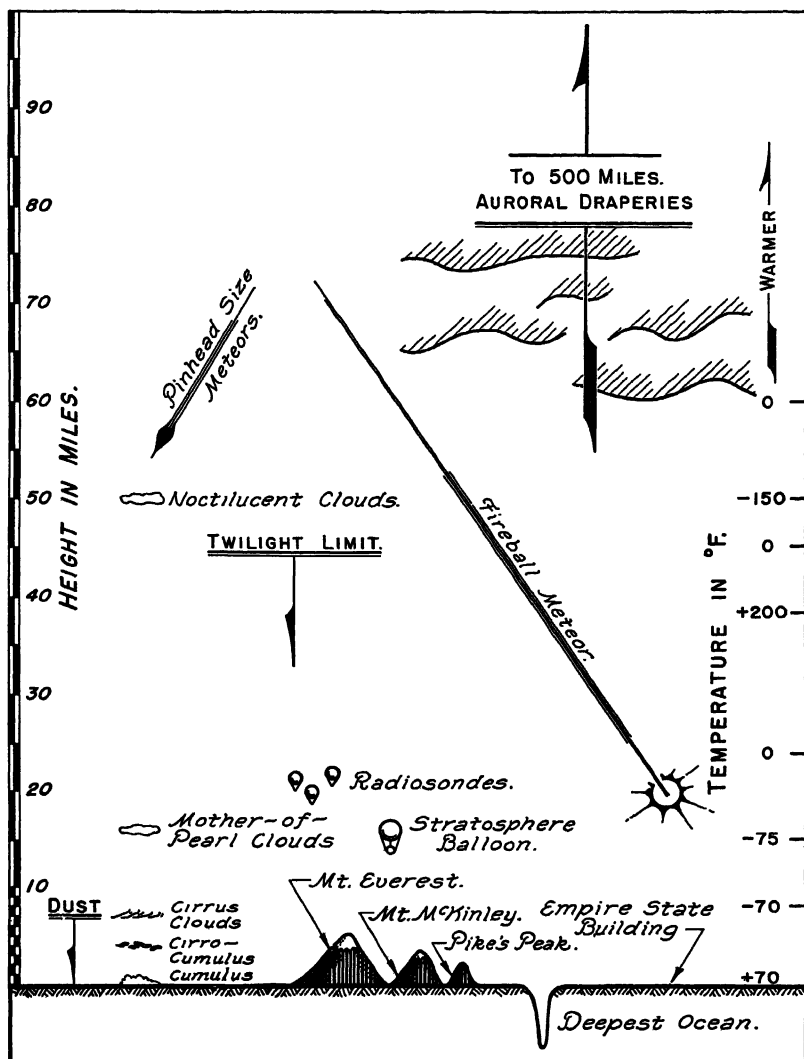 90
80
70
60
50
40
30
20
10
HEIGHT IN MILES.
TO 500 MILES.
AURORAL DRAPERIES
WARMER
Pinhead Size
Meteors.
Noctilucent Clouds.
TWILIGHT LIMIT.
Fireball Meteor.
TEMPERATURE IN °F.
0
-150
0
+200
0
-75
-70
+70
Radiosondes.
Mother-of-
Pearl Clouds
Stratosphere
Balloon.
DUST
Cirrus
Clouds
Cirro-
Cumulus
Cumulus
Mt. Everest.
Mt. McKinley.
Pike's Peak.
Empire State
Building
Deepest Ocean.